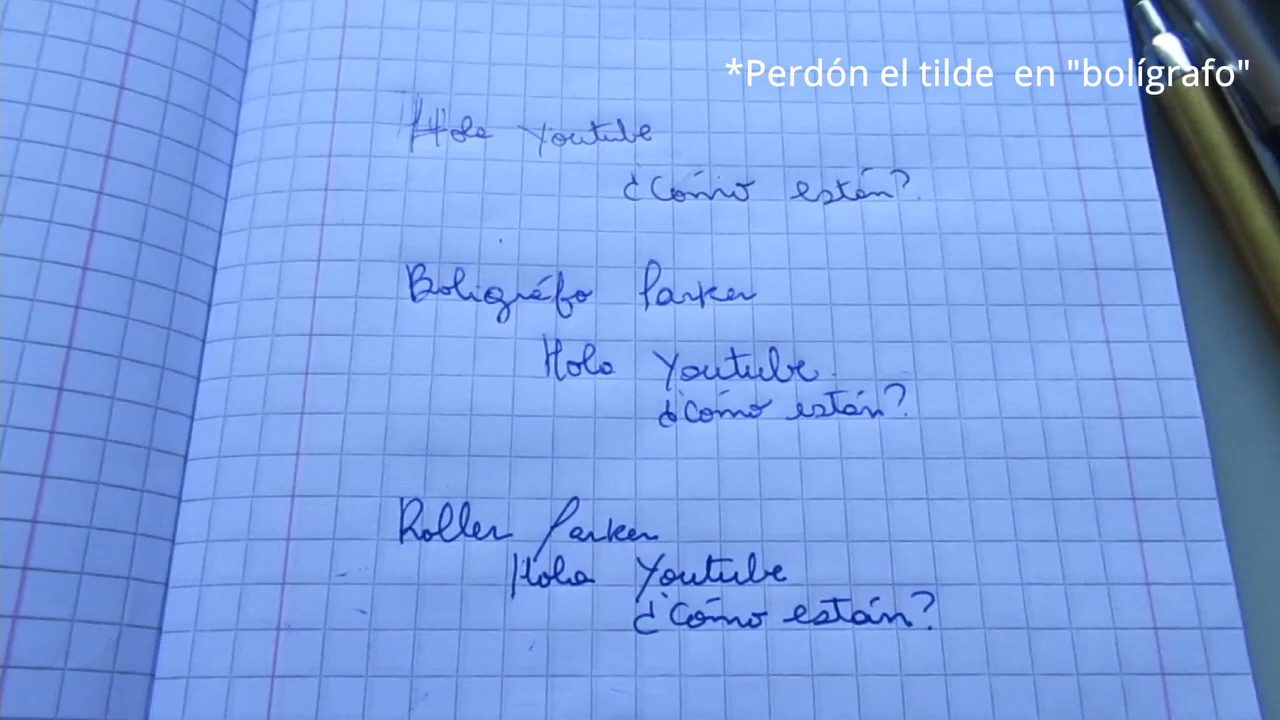 *Perdón el tilde en "bolígrafo"
Hola Youtube
¿Cómo están?
Boligráfo Parker
Hola Youtube
¿Cómo están?
Roller Parker
Hola Youtube
¿Cómo están?